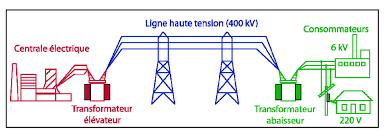 Ligne haute tension (400 kV)
Consommateurs
Centrale électrique
6 kV
Transformateur
élévateur
Transformateur
abaisseur
220 V